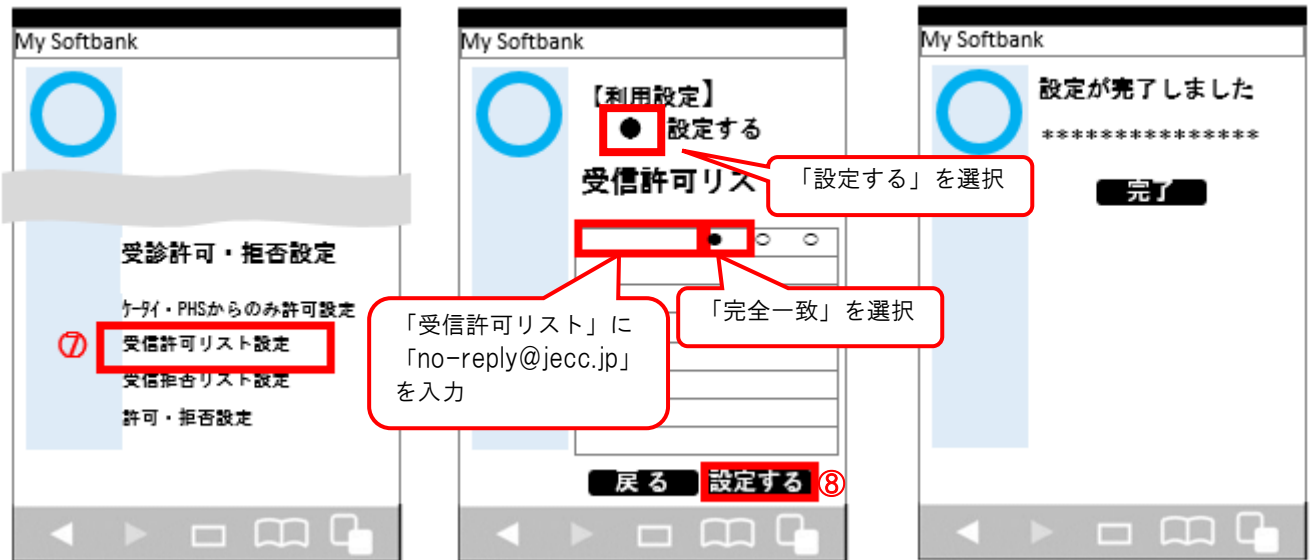 My Softbank
受診許可・拒否設定
ｹｰﾀｲ・PHSからのみ許可設定
⑦ 受信許可リスト設定
受信拒否リスト設定
許可・拒否設定
My Softbank
【利用設定】
● 設定する
「設定する」を選択
受信許可リス
● ○ ○
「完全一致」を選択
「受信許可リスト」に
「no-reply@jecc.jp」
を入力
戻る 設定する ⑧
My Softbank
設定が完了しました
***************
完了